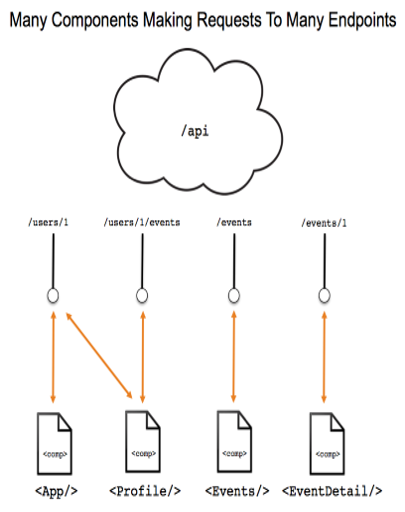 Many Components Making Requests To Many Endpoints
/api
/users/1 /users/1/events /events /events/1
<comp> <comp> <comp> <comp>
<App/> <Profile/> <Events/> <EventDetail/>